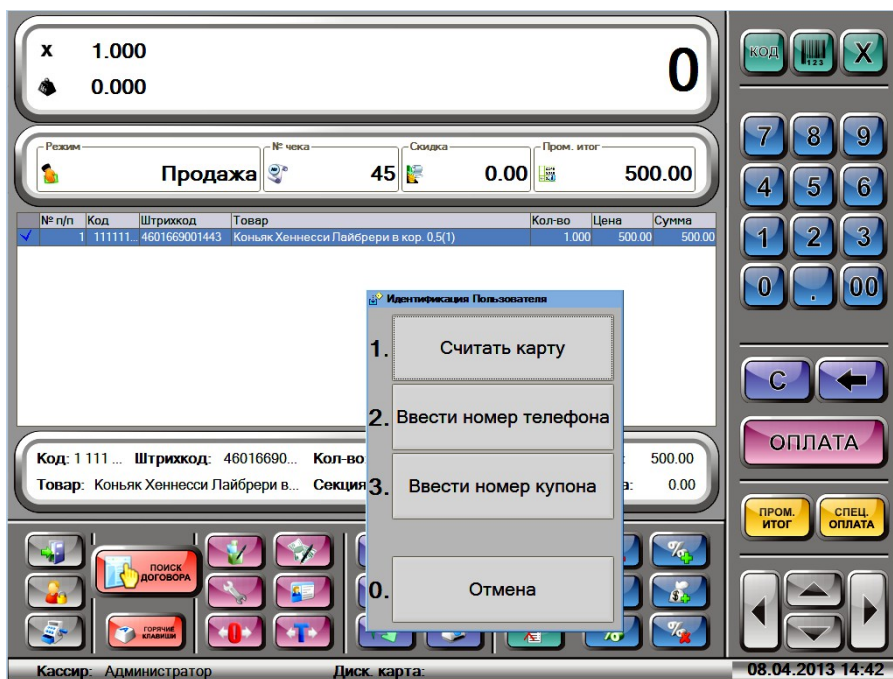 x 1.000
0.000
0
КОД
123
X
Режим
Продажа
№ чека
45
Скидка
0.00
Пром. итог
500.00
7 8 9
4 5 6
1 2 3
0 . 00
№ п/п Код Штрихкод Товар Кол-во Цена Сумма
1 111111... 4601669001443 Коньяк Хеннесси Лайбрери в кор. 0,5(1) 1.000 500.00 500.00
Идентификация Пользователя
1. Считать карту
2. Ввести номер телефона
3. Ввести номер купона
0. Отмена
C
ОПЛАТА
Код: 1 111 ... Штрихкод: 46016690... Кол-во : 500.00
Товар: Коньяк Хеннесси Лайбрери в... Секция а: 0.00
ПРОМ. ИТОГ
СПЕЦ. ОПЛАТА
ПОИСК ДОГОВОРА
ГОРЯЧИЕ КЛАВИШИ
•0•
•T•
Кассир: Администратор Диск. карта: 08.04.2013 14:42